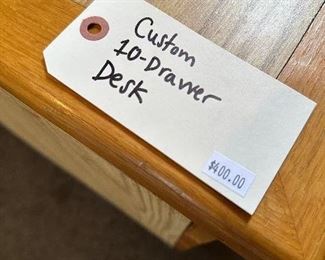 Custom
10-Drawer
Desk
$400.00